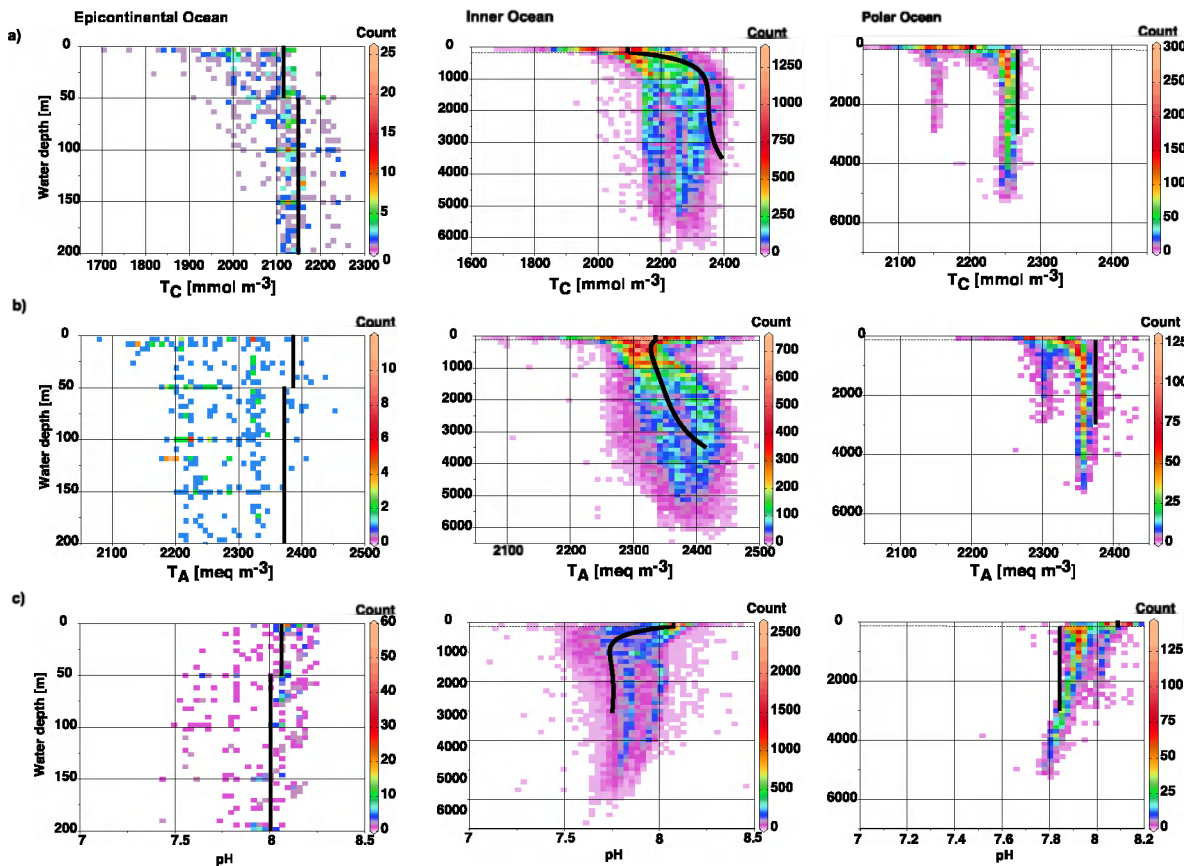 Epicontinental Ocean
Inner Ocean
Polar Ocean
a)
Count
Count
Count
0
50
100
150
200
Water depth [m]
1700 1800 1900 2000 2100 2200 2300
T_C [mmol m⁻³]
25
20
15
10
5
0
0
1000
2000
3000
4000
5000
6000
1600 1800 2000 2200 2400
T_C [mmol m⁻³]
1250
1000
750
500
250
0
0
2000
4000
6000
2100 2200 2300 2400
T_C [mmol m⁻³]
300
250
200
150
100
50
0
b)
Count
Count
Count
0
50
100
150
200
Water depth [m]
2100 2200 2300 2400 2500
T_A [meq m⁻³]
10
8
6
4
2
0
0
1000
2000
3000
4000
5000
6000
2100 2200 2300 2400 2500
T_A [meq m⁻³]
700
600
500
400
300
200
100
0
0
2000
4000
6000
2200 2300 2400
T_A [meq m⁻³]
125
100
75
50
25
0
c)
Count
Count
Count
0
50
100
150
200
Water depth [m]
7 7.5 8 8.5
pH
60
50
40
30
20
10
0
0
1000
2000
3000
4000
5000
6000
7 7.5 8 8.5
pH
2500
2000
1500
1000
500
0
0
2000
4000
6000
7 7.2 7.4 7.6 7.8 8 8.2
pH
125
100
75
50
25
0